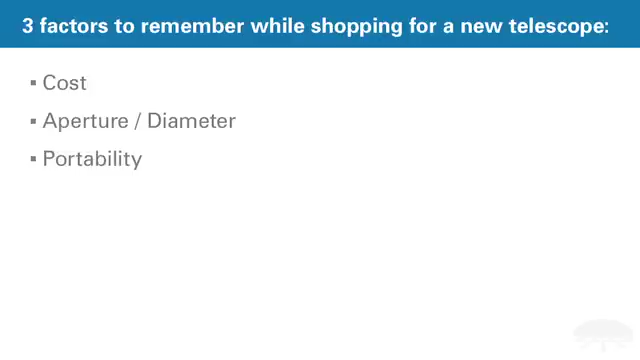 3 factors to remember while shopping for a new telescope:
▪ Cost
▪ Aperture / Diameter
▪ Portability